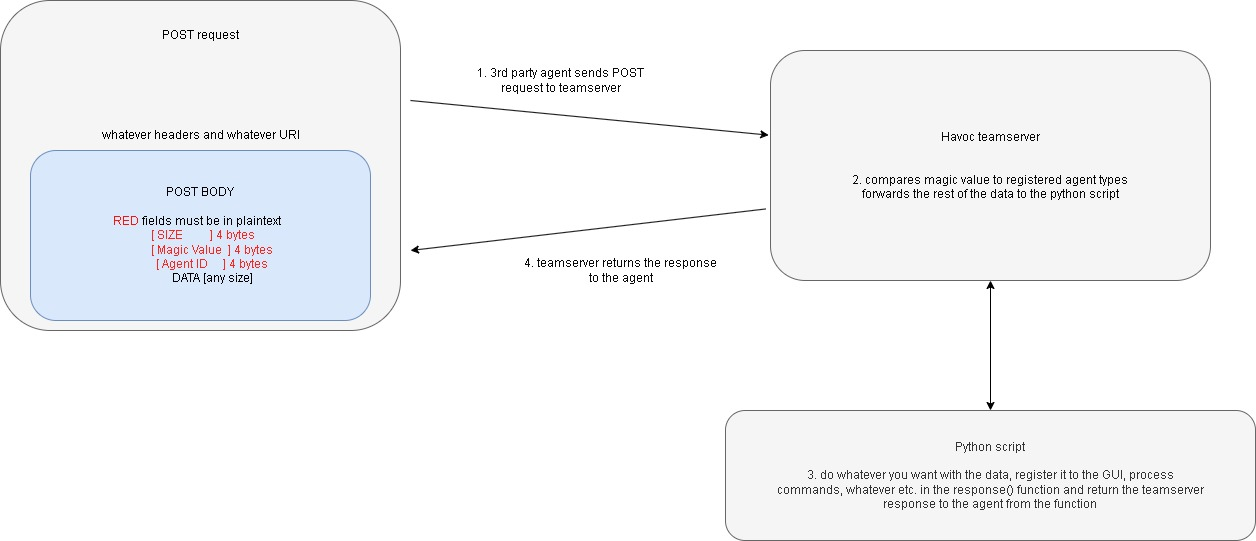 POST request
whatever headers and whatever URI
POST BODY
RED fields must be in plaintext
[ SIZE ] 4 bytes
[ Magic Value ] 4 bytes
[ Agent ID ] 4 bytes
DATA [any size]
1. 3rd party agent sends POST
request to teamserver
4. teamserver returns the response
to the agent
Havoc teamserver
2. compares magic value to registered agent types
forwards the rest of the data to the python script
Python script
3. do whatever you want with the data, register it to the GUI, process
commands, whatever etc. in the response() function and return the teamserver
response to the agent from the function